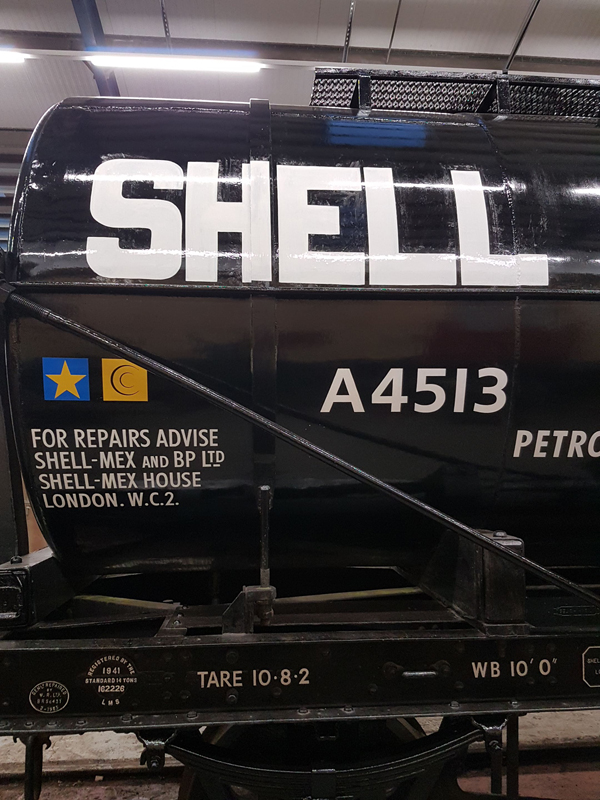 SHELL
A4513
PETRO
FOR REPAIRS ADVISE
SHELL-MEX AND BP LTD
SHELL-MEX HOUSE
LONDON. W.C.2.
TARE 10·8·2
WB 10' 0"
REGISTERED BY THE
1941
STANDARD 14 TONS
162226
LMS